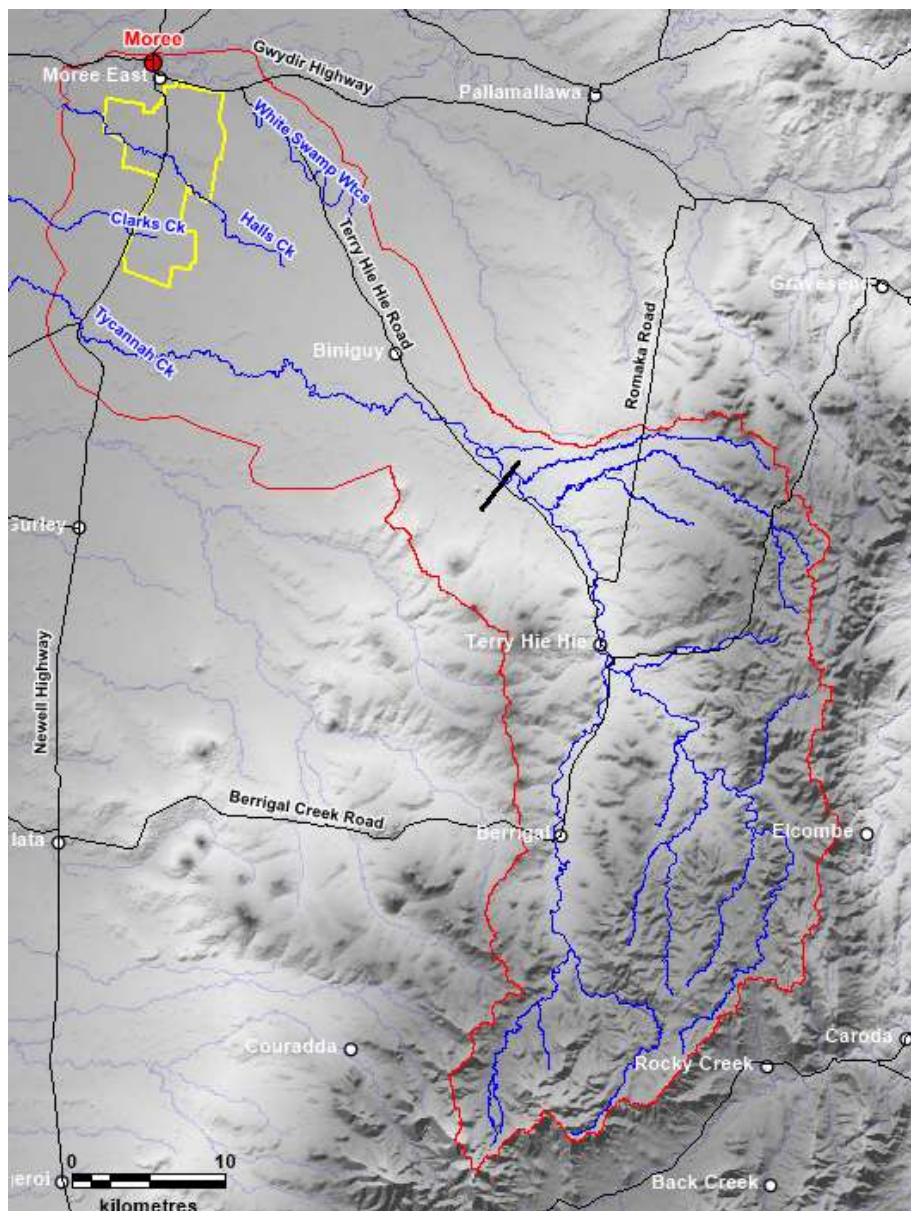 Moree
Moree East
Gwydir Highway
Pallamallawa
White Swamp Wtcs
Clarks Ck
Halls Ck
Terry Hie Hie Road
Gravesend
Tycannah Ck
Biniguy
Romaka Road
Gurley
Terry Hie Hie
Newell Highway
Berrigal Creek Road
Berrigal
Elcombe
lata
Couradda
Caroda
Rocky Creek
0 10
kilometres
jeroi
Back Creek